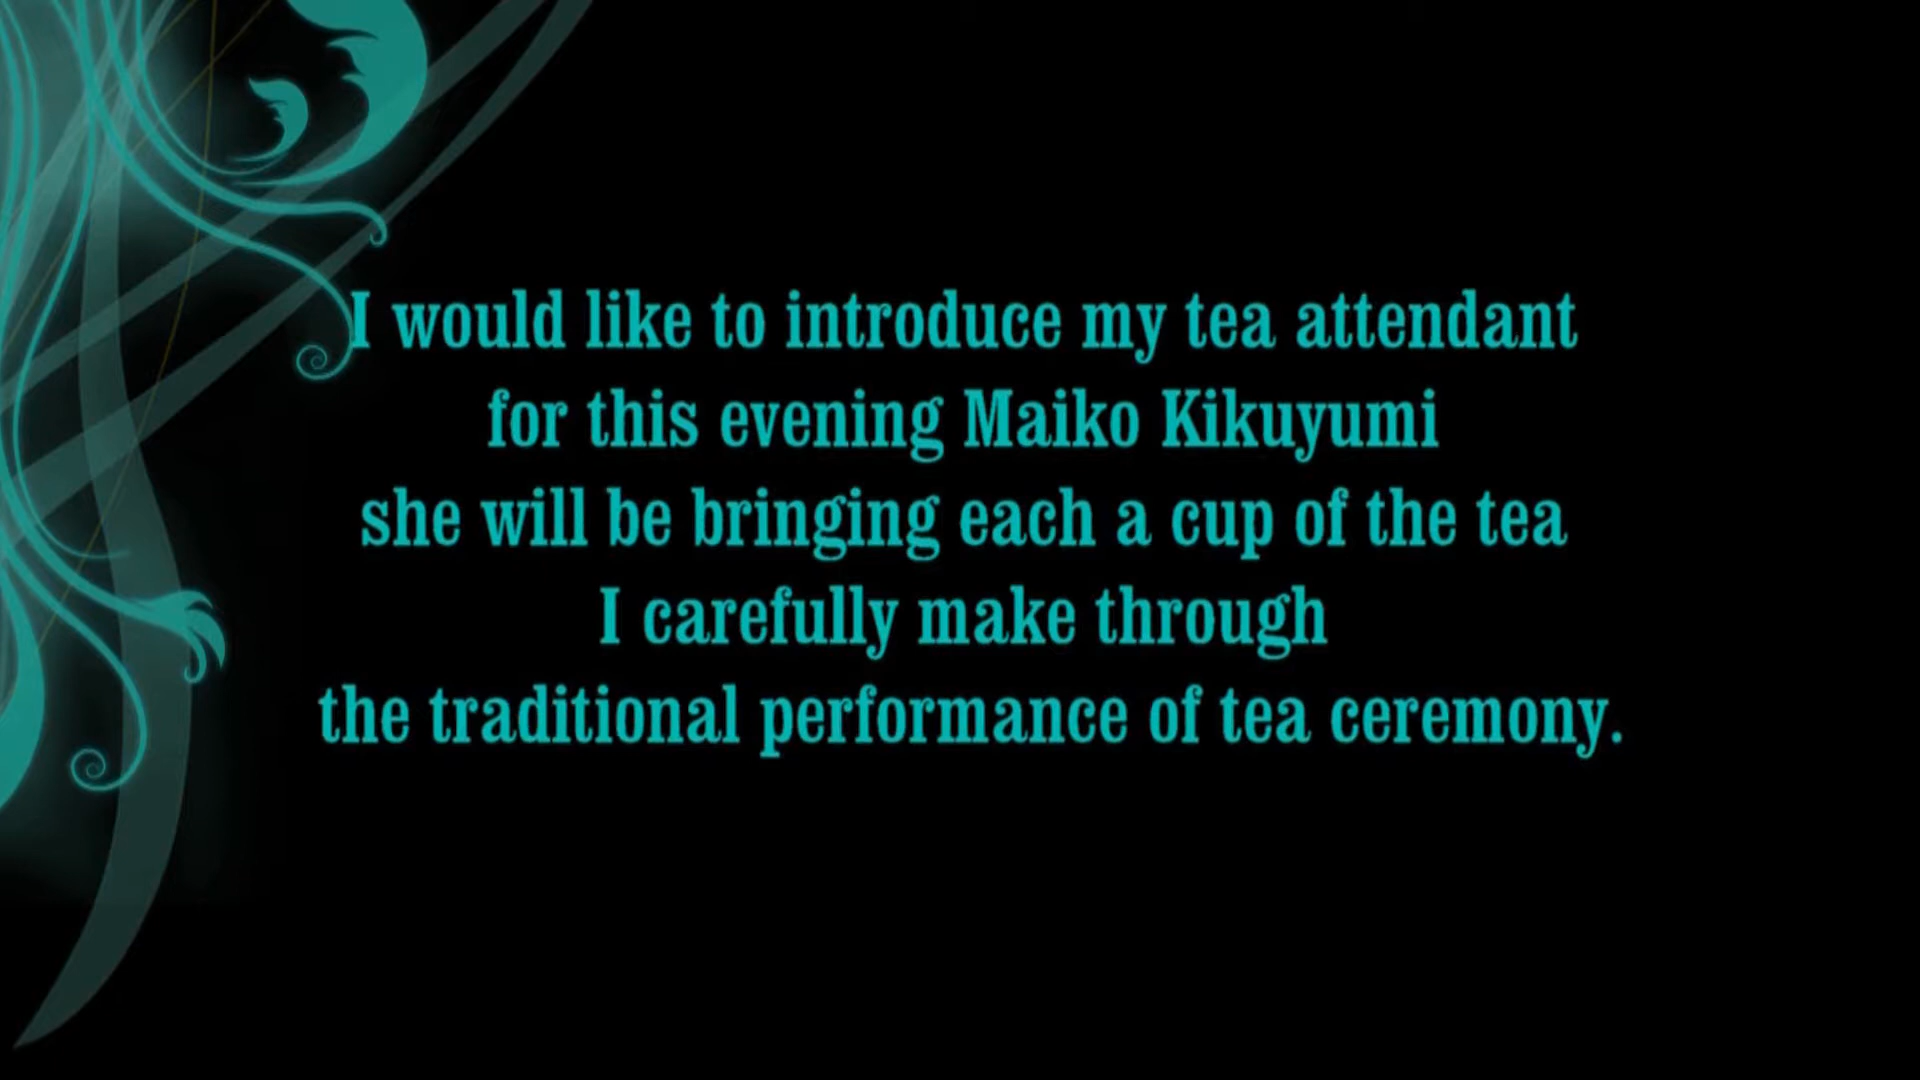 I would like to introduce my tea attendant
for this evening Maiko Kikuyumi
she will be bringing each a cup of the tea
I carefully make through
the traditional performance of tea ceremony.